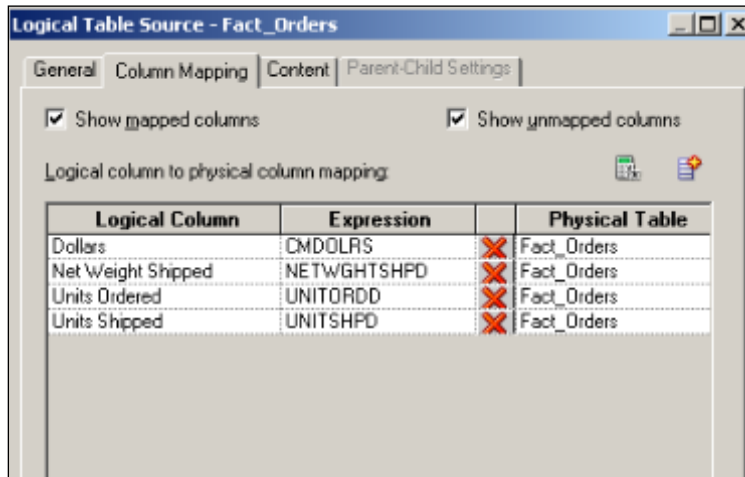 Logical Table Source - Fact_Orders
General Column Mapping Content Parent-Child Settings
Show mapped columns Show unmapped columns
Logical column to physical column mapping:
Logical Column Expression Physical Table
Dollars CMDOLRS Fact_Orders
Net Weight Shipped NETWGHTSHPD Fact_Orders
Units Ordered UNITORDD Fact_Orders
Units Shipped UNITSHPD Fact_Orders